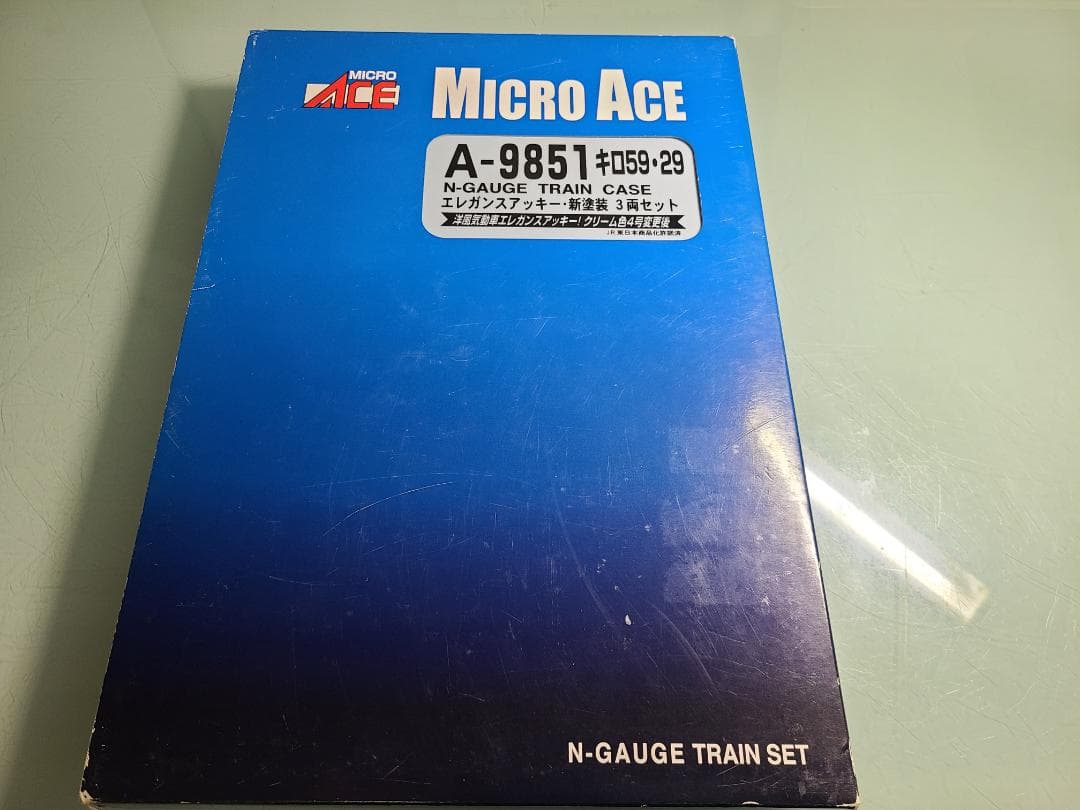 MICRO
ACE
MICRO ACE
A-9851 キロ59・29
N-GAUGE TRAIN CASE
エレガンスアッキー・新塗装 3両セット
洋風気動車エレガンスアッキー! クリーム色4号変更後
JR東日本商品化許諾済
N-GAUGE TRAIN SET